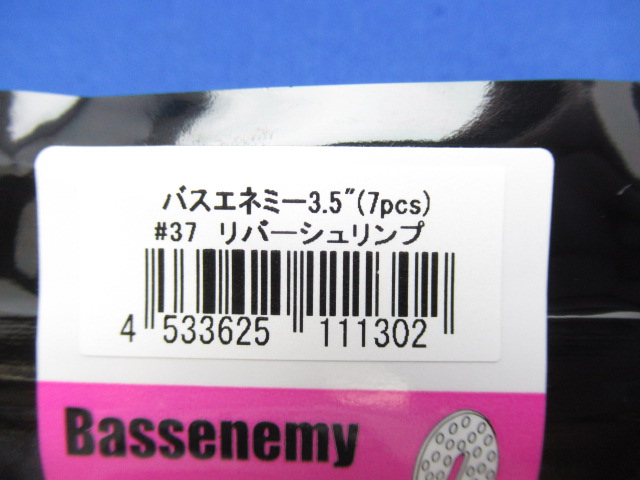 バスエネミー3.5"(7pcs)
#37 リバーシュリンプ
4 533625 111302
Bassenemy